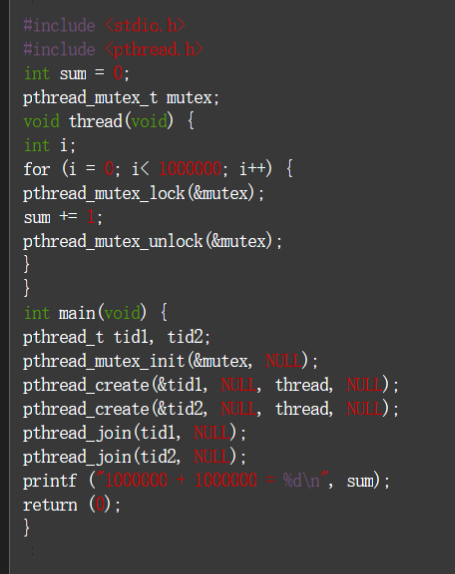 #include <stdio.h>
#include <pthread.h>
int sum = 0;
pthread_mutex_t mutex;
void thread(void) {
int i;
for (i = 0; i< 1000000; i++) {
pthread_mutex_lock(&mutex);
sum += 1;
pthread_mutex_unlock(&mutex);
}
}
int main(void) {
pthread_t tid1, tid2;
pthread_mutex_init(&mutex, NULL);
pthread_create(&tid1, NULL, thread, NULL);
pthread_create(&tid2, NULL, thread, NULL);
pthread_join(tid1, NULL);
pthread_join(tid2, NULL);
printf ("1000000 + 1000000 = %d\n", sum);
return (0);
}